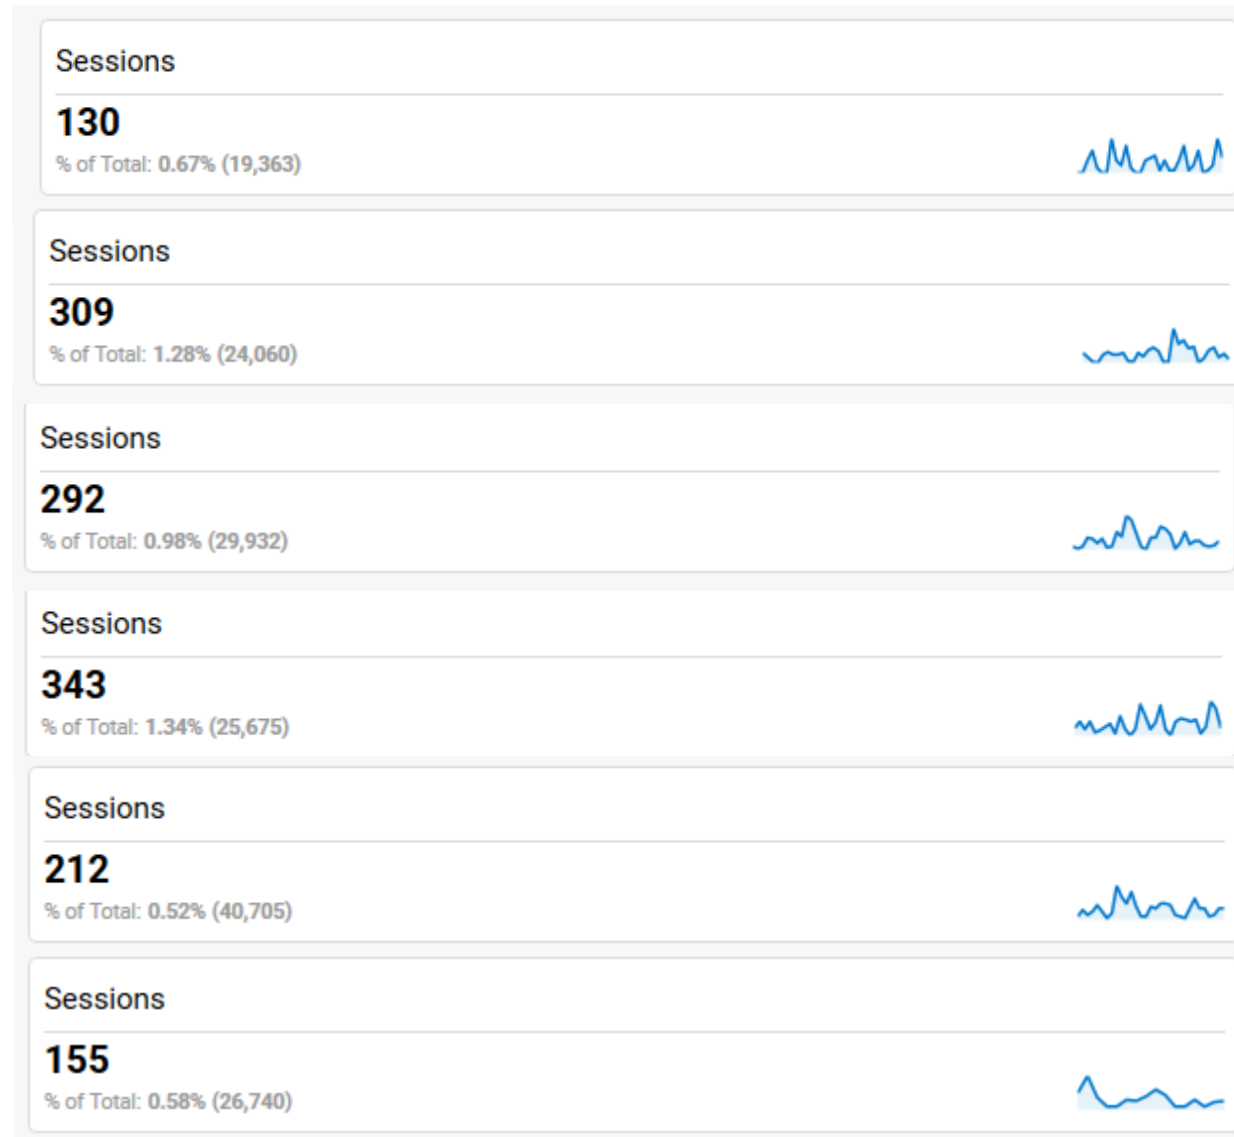 Sessions
130
% of Total: 0.67% (19,363)
Sessions
309
% of Total: 1.28% (24,060)
Sessions
292
% of Total: 0.98% (29,932)
Sessions
343
% of Total: 1.34% (25,675)
Sessions
212
% of Total: 0.52% (40,705)
Sessions
155
% of Total: 0.58% (26,740)